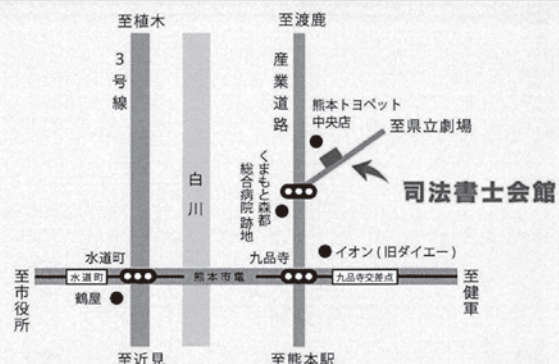 至植木
至渡鹿
3号線
産業道路
熊本トヨペット
中央店
至県立劇場
白川
くまもと森都
総合病院跡地
司法書士会館
水道町
九品寺
イオン(旧ダイエー)
至市役所
水道町
熊本市電
九品寺交差点
至健軍
鶴屋
至近見
至熊本駅